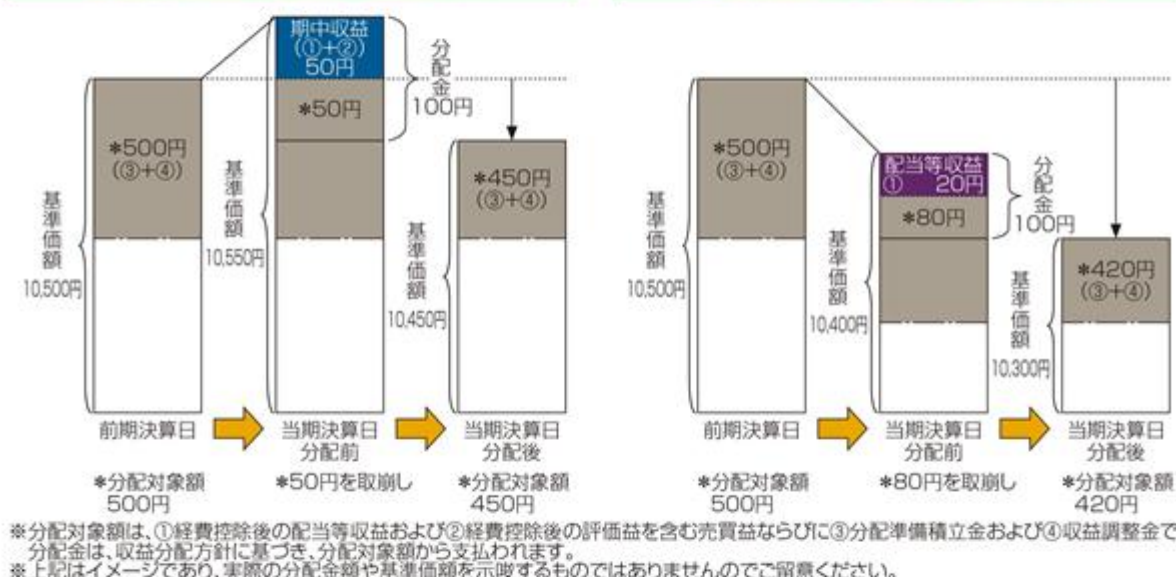 期中収益
(①+②)
50円
*50円
分配金
100円
*500円
(③+④)
*450円
(③+④)
基準価額
10,500円
基準価額
10,550円
基準価額
10,450円
前期決算日
当期決算日
分配前
当期決算日
分配後
*分配対象額
500円
*50円を取崩し
*分配対象額
450円
*500円
(③+④)
配当等収益
① 20円
*80円
分配金
100円
*420円
(③+④)
基準価額
10,500円
基準価額
10,400円
基準価額
10,300円
前期決算日
当期決算日
分配前
当期決算日
分配後
*分配対象額
500円
*80円を取崩し
*分配対象額
420円
※分配対象額は、①経費控除後の配当等収益および②経費控除後の評価益を含む売買益ならびに③分配準備積立金および④収益調整金で
分配金は、収益分配方針に基づき、分配対象額から支払われます。
※上記はイメージであり、実際の分配金額や基準価額を示唆するものではありませんのでご留意ください。